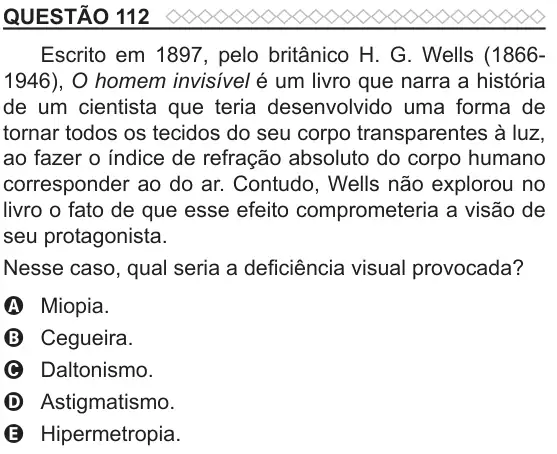 QUESTÃO 112
Escrito em 1897, pelo britânico H. G. Wells (1866-
1946), O homem invisível é um livro que narra a história
de um cientista que teria desenvolvido uma forma de
tornar todos os tecidos do seu corpo transparentes à luz,
ao fazer o índice de refração absoluto do corpo humano
corresponder ao do ar. Contudo, Wells não explorou no
livro o fato de que esse efeito comprometeria a visão de
seu protagonista.
Nesse caso, qual seria a deficiência visual provocada?
A Miopia.
B Cegueira.
C Daltonismo.
D Astigmatismo.
E Hipermetropia.